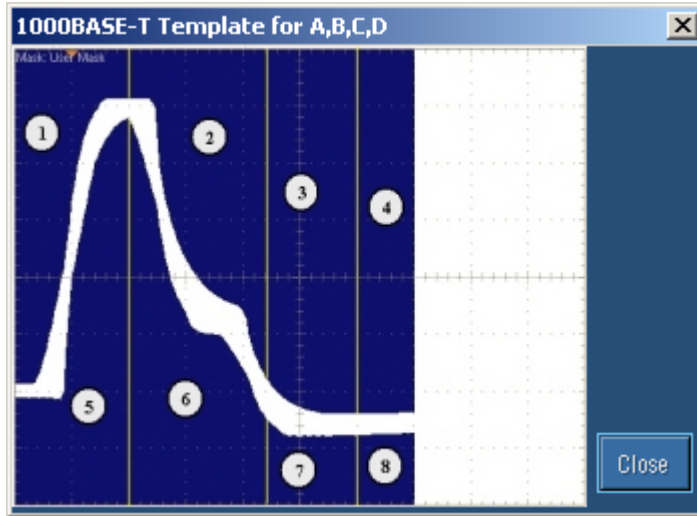 1000BASE-T Template for A,B,C,D
Mask: User Mask
1
2
3
4
5
6
7
8
Close